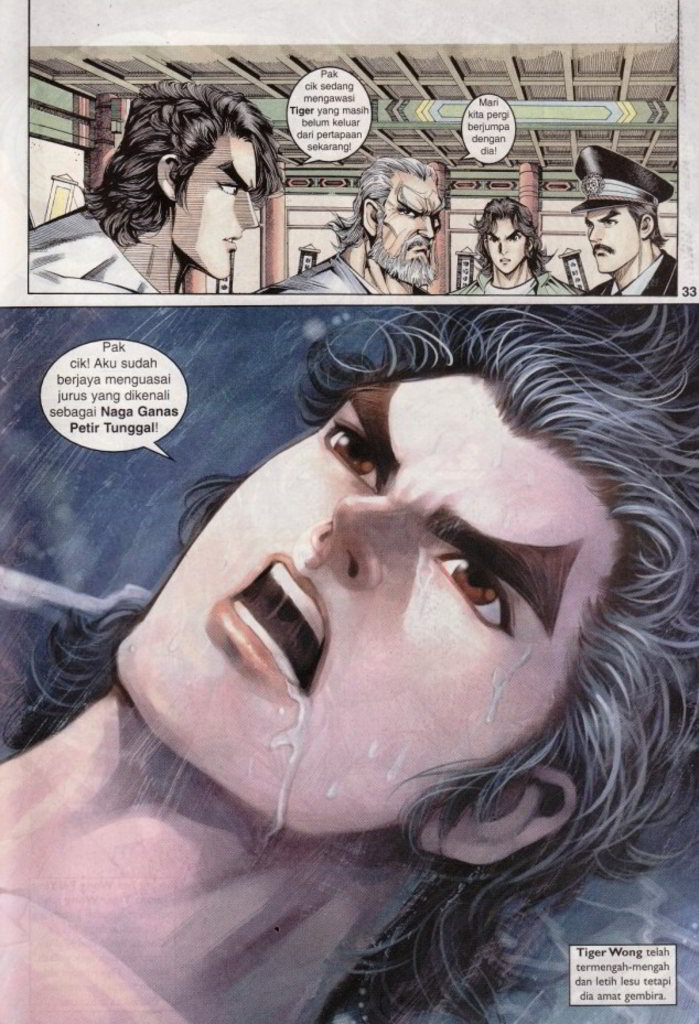 Pak
cik sedang
mengawasi
Tiger yang masih
belum keluar
dari pertapaan
sekarang!
Mari
kita pergi
berjumpa
dengan
dia!
33
Pak
cik! Aku sudah
berjaya menguasai
jurus yang dikenali
sebagai Naga Ganas
Petir Tunggal!
Tiger Wong telah
termengah-mengah
dan letih lesu tetapi
dia amat gembira.